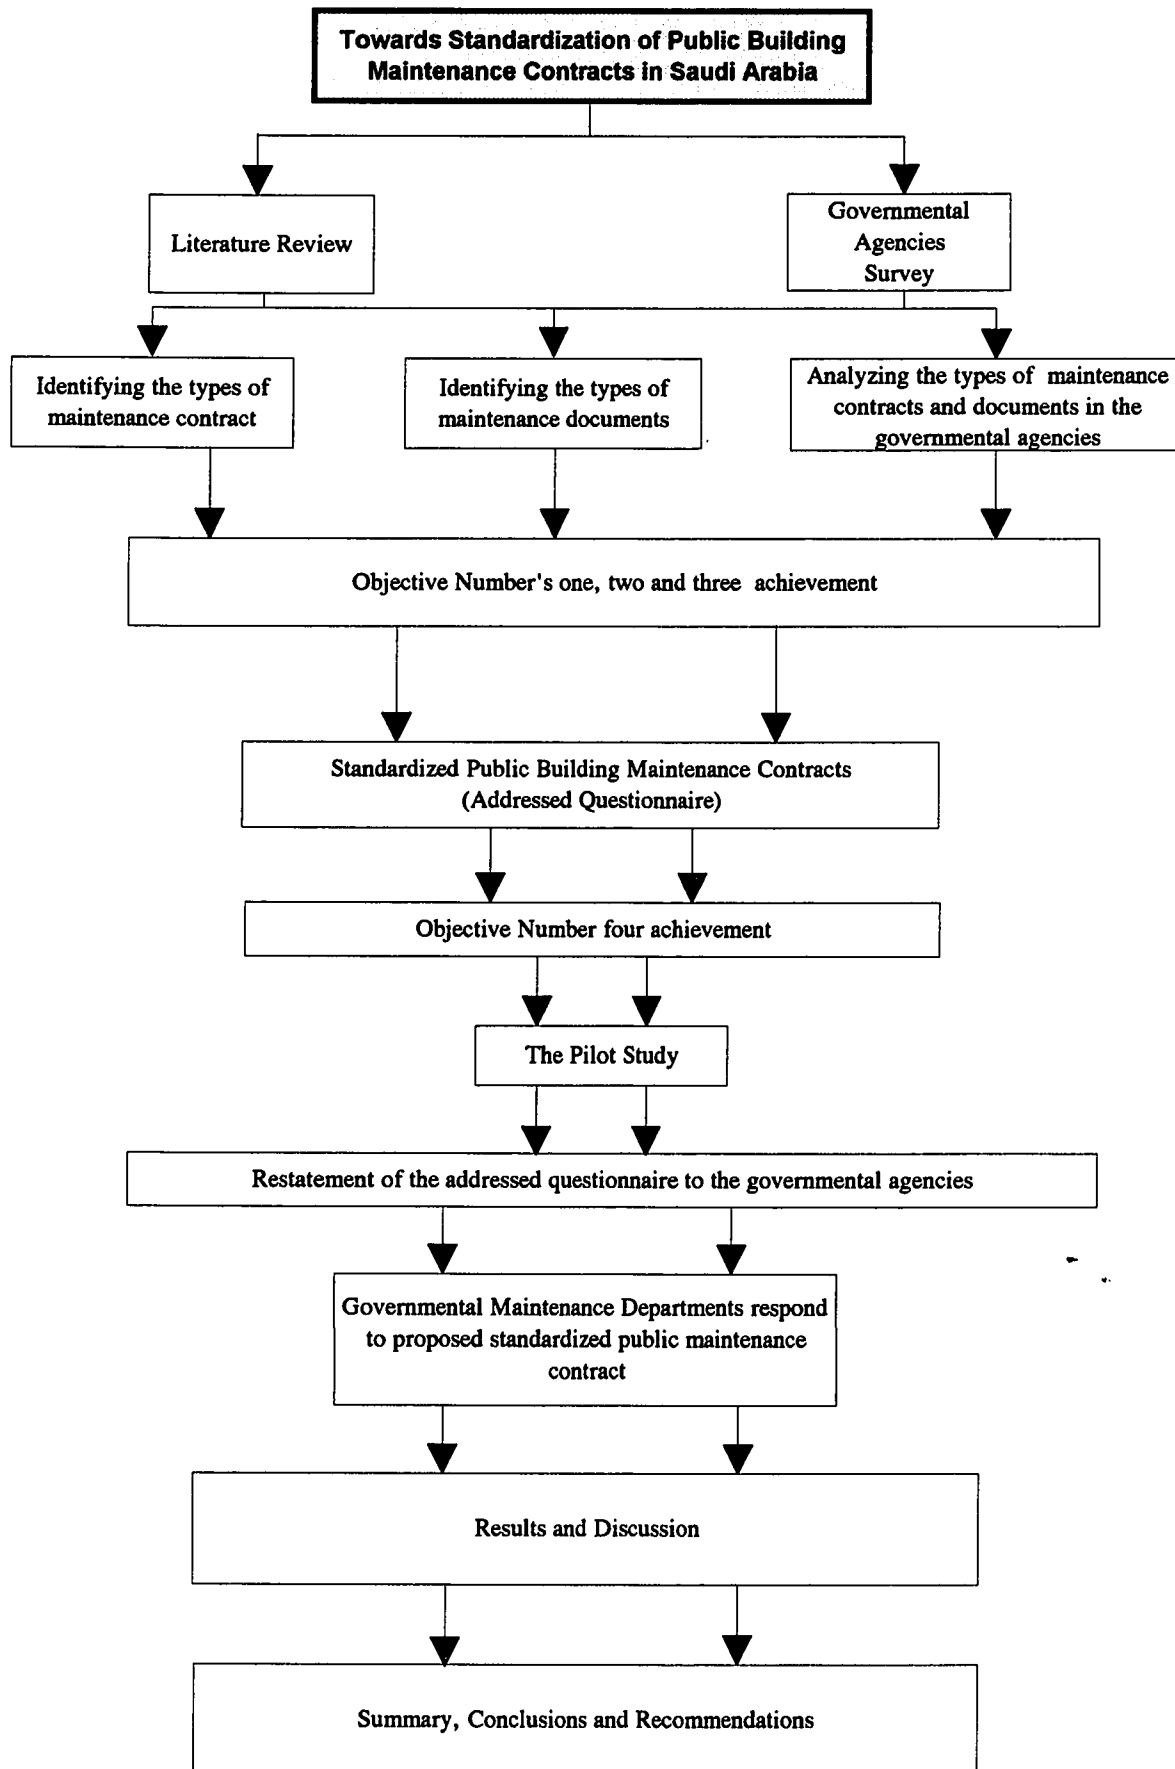 Towards Standardization of Public Building
Maintenance Contracts in Saudi Arabia
Literature Review
Governmental
Agencies
Survey
Identifying the types of
maintenance contract
Identifying the types of
maintenance documents
Analyzing the types of maintenance
contracts and documents in the
governmental agencies
Objective Number's one, two and three achievement
Standardized Public Building Maintenance Contracts
(Addressed Questionnaire)
Objective Number four achievement
The Pilot Study
Restatement of the addressed questionnaire to the governmental agencies
Governmental Maintenance Departments respond
to proposed standardized public maintenance
contract
Results and Discussion
Summary, Conclusions and Recommendations